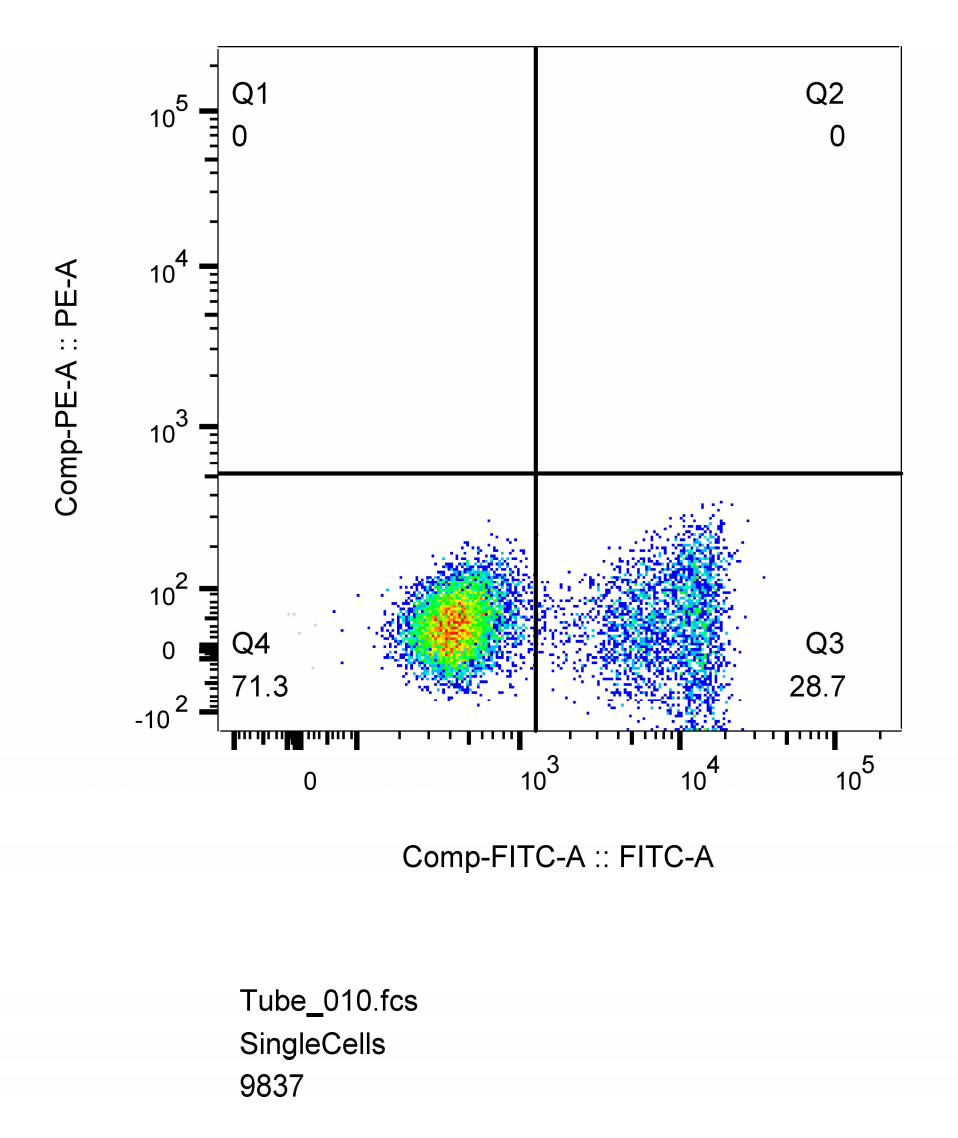 Q1
0
Q2
0
10^5
10^4
10^3
10^2
0
-10^2
Comp-PE-A :: PE-A
Q4
71.3
Q3
28.7
0
10^3
10^4
10^5
Comp-FITC-A :: FITC-A
Tube_010.fcs
SingleCells
9837